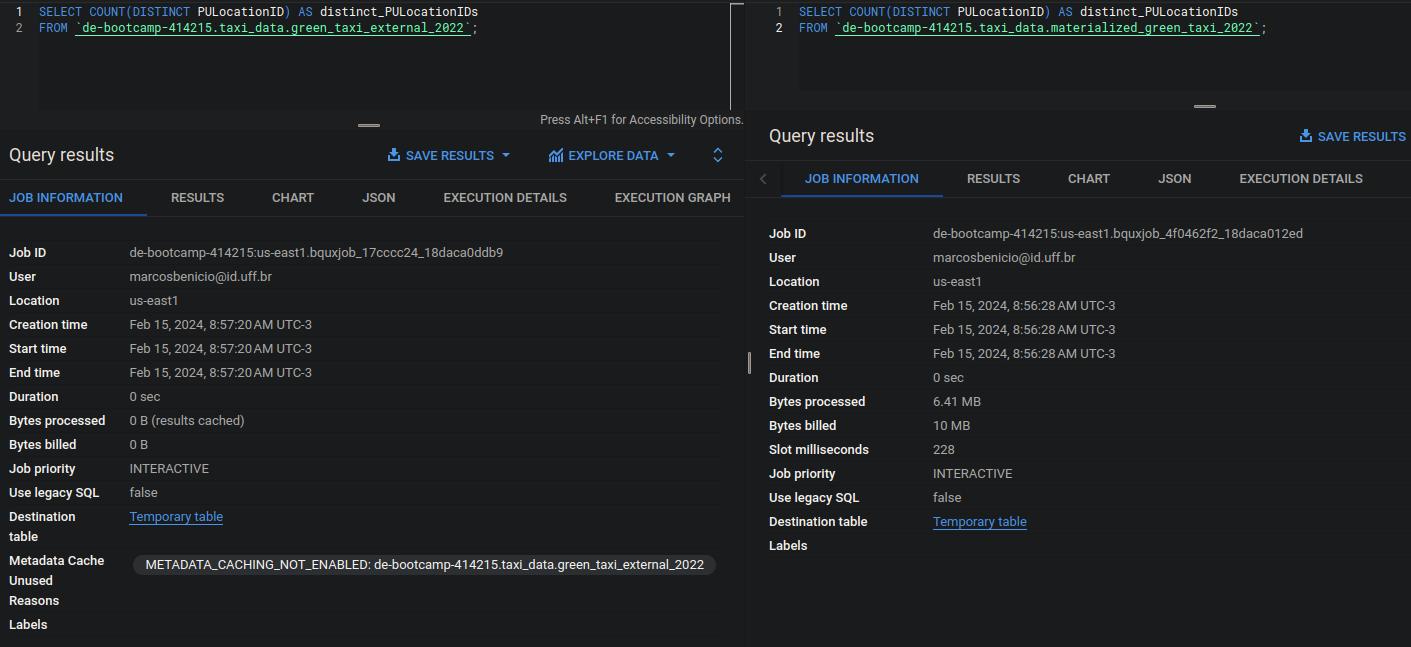 1 SELECT COUNT(DISTINCT PULocationID) AS distinct_PULocationIDs
2 FROM `de-bootcamp-414215.taxi_data.green_taxi_external_2022`;
Press Alt+F1 for Accessibility Options.
Query results
SAVE RESULTS
EXPLORE DATA
JOB INFORMATION RESULTS CHART JSON EXECUTION DETAILS EXECUTION GRAPH
Job ID de-bootcamp-414215:us-east1.bquxjob_17cccc24_18daca0ddb9
User marcosbenicio@id.uff.br
Location us-east1
Creation time Feb 15, 2024, 8:57:20 AM UTC-3
Start time Feb 15, 2024, 8:57:20 AM UTC-3
End time Feb 15, 2024, 8:57:20 AM UTC-3
Duration 0 sec
Bytes processed 0 B (results cached)
Bytes billed 0 B
Job priority INTERACTIVE
Use legacy SQL false
Destination Temporary table
table
Metadata Cache METADATA_CACHING_NOT_ENABLED: de-bootcamp-414215.taxi_data.green_taxi_external_2022
Unused
Reasons
Labels
1 SELECT COUNT(DISTINCT PULocationID) AS distinct_PULocationIDs
2 FROM `de-bootcamp-414215.taxi_data.materialized_green_taxi_2022`;
Query results
SAVE RESULTS
JOB INFORMATION RESULTS CHART JSON EXECUTION DETAILS
Job ID de-bootcamp-414215:us-east1.bquxjob_4f0462f2_18daca012ed
User marcosbenicio@id.uff.br
Location us-east1
Creation time Feb 15, 2024, 8:56:28 AM UTC-3
Start time Feb 15, 2024, 8:56:28 AM UTC-3
End time Feb 15, 2024, 8:56:28 AM UTC-3
Duration 0 sec
Bytes processed 6.41 MB
Bytes billed 10 MB
Slot milliseconds 228
Job priority INTERACTIVE
Use legacy SQL false
Destination table Temporary table
Labels